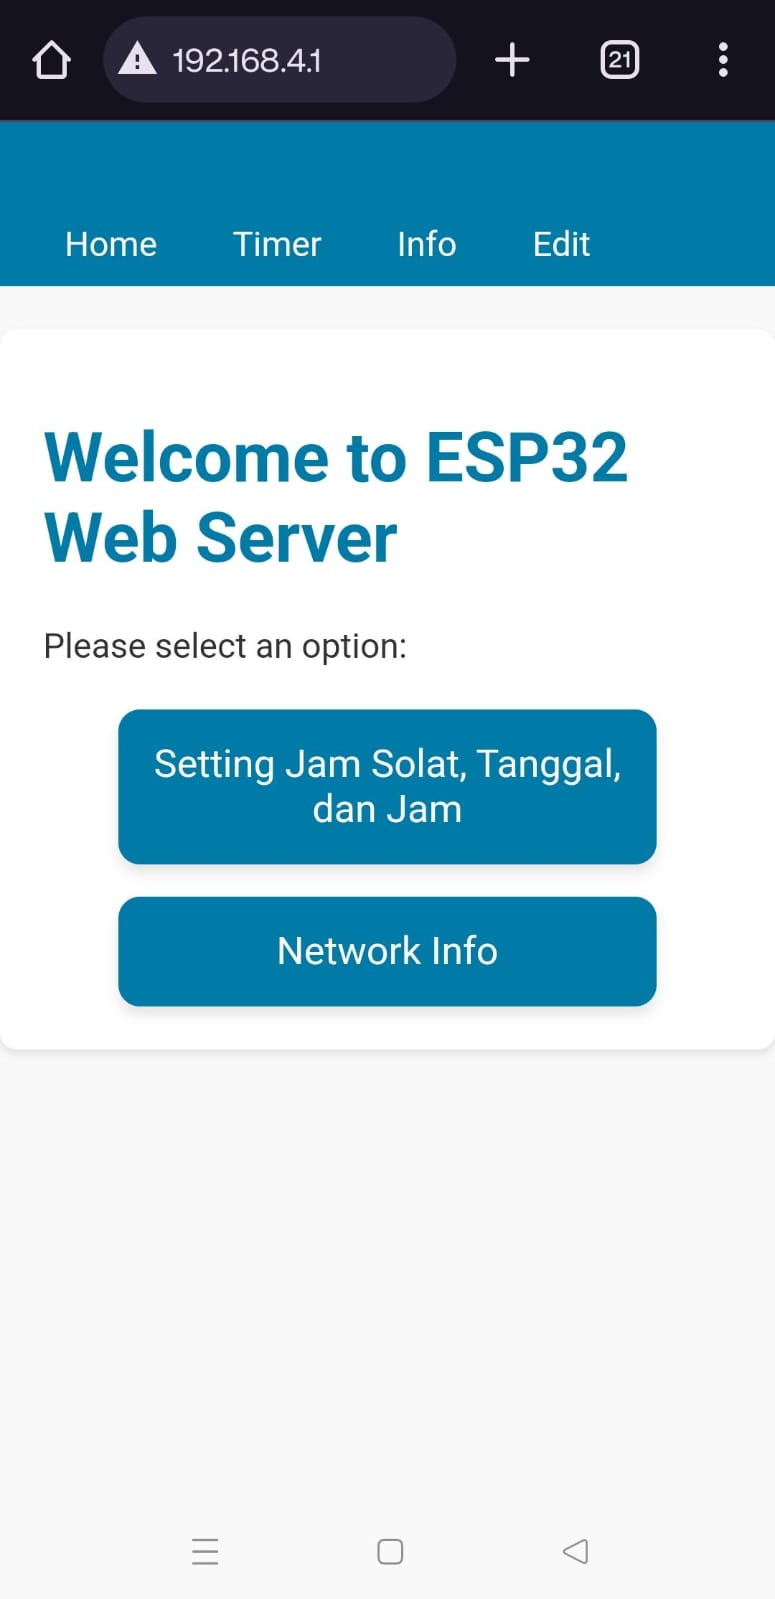 192.168.4.1
21
Home Timer Info Edit
Welcome to ESP32
Web Server
Please select an option:
Setting Jam Solat, Tanggal,
dan Jam
Network Info